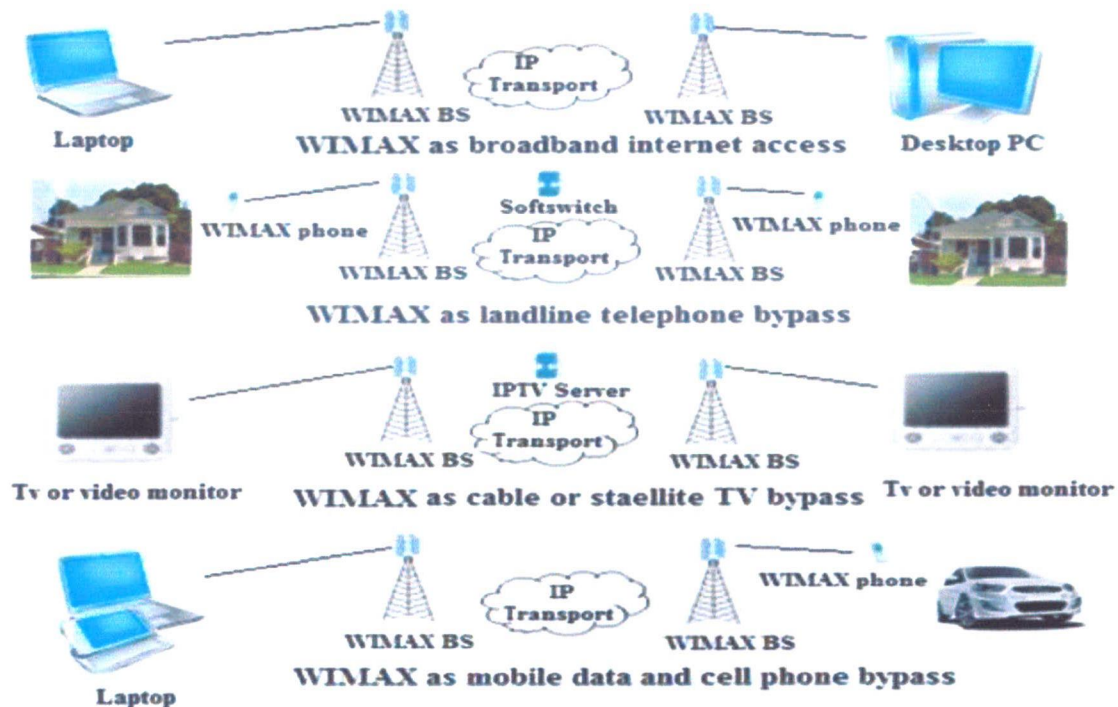 IP
Transport
WIMAX BS
WIMAX BS
Laptop
WIMAX as broadband internet access
Desktop PC
Softswitch
WIMAX phone
WIMAX phone
IP
Transport
WIMAX BS
WIMAX BS
WIMAX as landline telephone bypass
IPTV Server
IP
Transport
WIMAX BS
WIMAX BS
Tv or video monitor
WIMAX as cable or staellite TV bypass
Tv or video monitor
WIMAX phone
IP
Transport
WIMAX BS
WIMAX BS
WIMAX as mobile data and cell phone bypass
Laptop